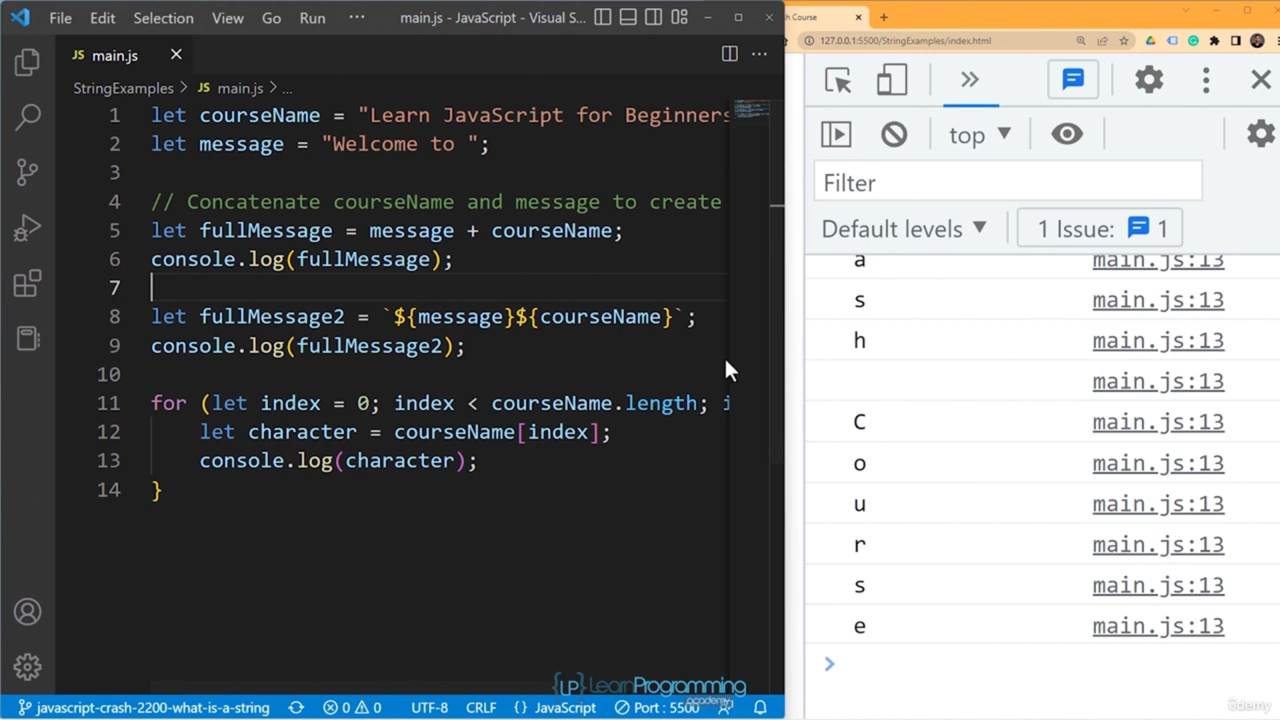 File Edit Selection View Go Run ··· main.js - JavaScript - Visual S...
JS main.js
StringExamples > JS main.js > ...
1 let courseName = "Learn JavaScript for Beginners
2 let message = "Welcome to ";
3
4 // Concatenate courseName and message to create
5 let fullMessage = message + courseName;
6 console.log(fullMessage);
7
8 let fullMessage2 = `${message}${courseName}`;
9 console.log(fullMessage2);
10
11 for (let index = 0; index < courseName.length; i
12 let character = courseName[index];
13 console.log(character);
14 }
LP LearnProgramming
academy
javascript-crash-2200-what-is-a-string 0 0 UTF-8 CRLF {} JavaScript Port : 5500
sh Course
127.0.0.1:5500/StringExamples/index.html
top
Filter
Default levels 1 Issue: 1
a main.js:13
s main.js:13
h main.js:13
main.js:13
C main.js:13
o main.js:13
u main.js:13
r main.js:13
s main.js:13
e main.js:13
ûdemy